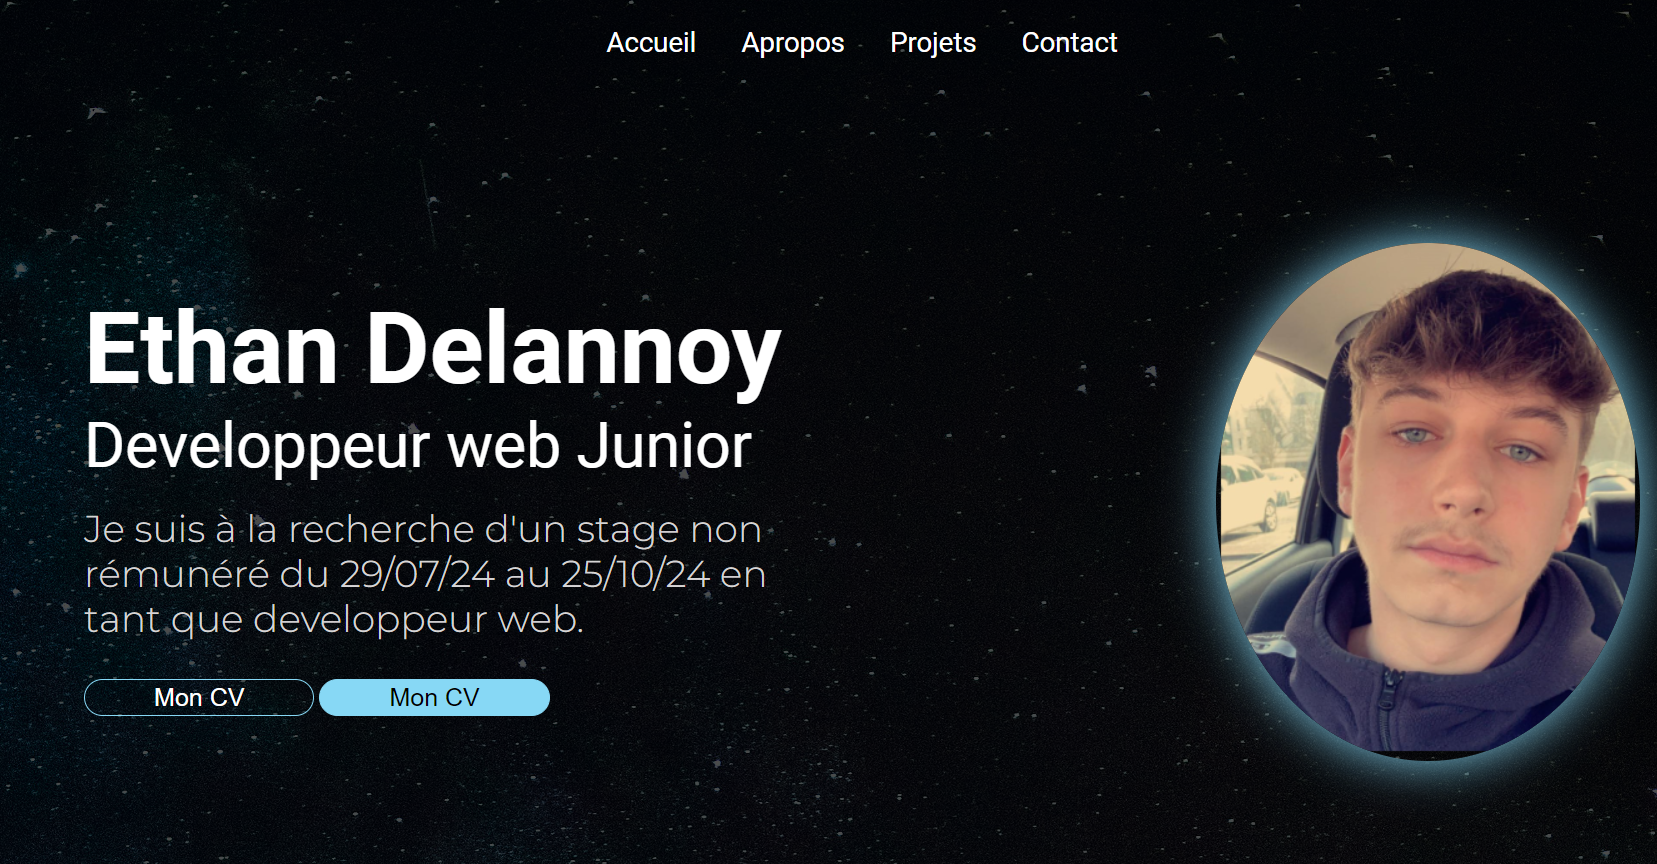 Accueil Apropos Projets Contact
Ethan Delannoy
Developpeur web Junior
Je suis à la recherche d'un stage non
rémunéré du 29/07/24 au 25/10/24 en
tant que developpeur web.
Mon CV Mon CV